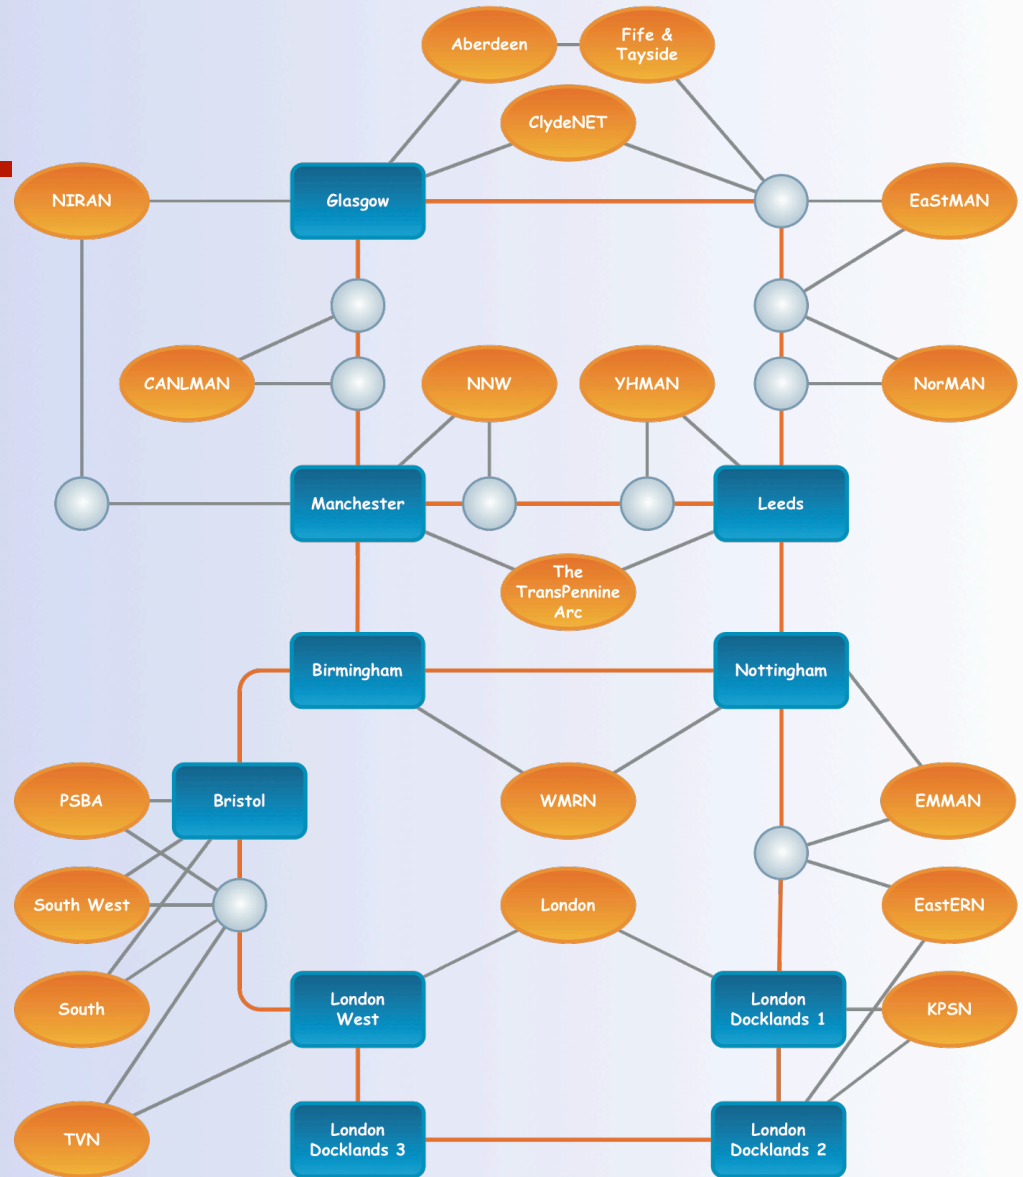 Aberdeen
Fife &
Tayside
ClydeNET
NIRAN
Glasgow
EaStMAN
CANLMAN
NNW
YHMAN
NorMAN
Manchester
Leeds
The
TransPennine
Arc
Birmingham
Nottingham
PSBA
Bristol
WMRN
EMMAN
South West
London
EastERN
South
London
West
London
Docklands 1
KPSN
TVN
London
Docklands 3
London
Docklands 2